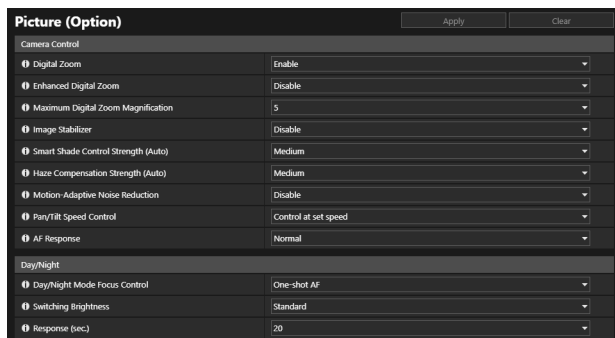 Picture (Option) Apply Clear
Camera Control
Digital Zoom Enable
Enhanced Digital Zoom Disable
Maximum Digital Zoom Magnification 5
Image Stabilizer Disable
Smart Shade Control Strength (Auto) Medium
Haze Compensation Strength (Auto) Medium
Motion-Adaptive Noise Reduction Disable
Pan/Tilt Speed Control Control at set speed
AF Response Normal
Day/Night
Day/Night Mode Focus Control One-shot AF
Switching Brightness Standard
Response (sec.) 20